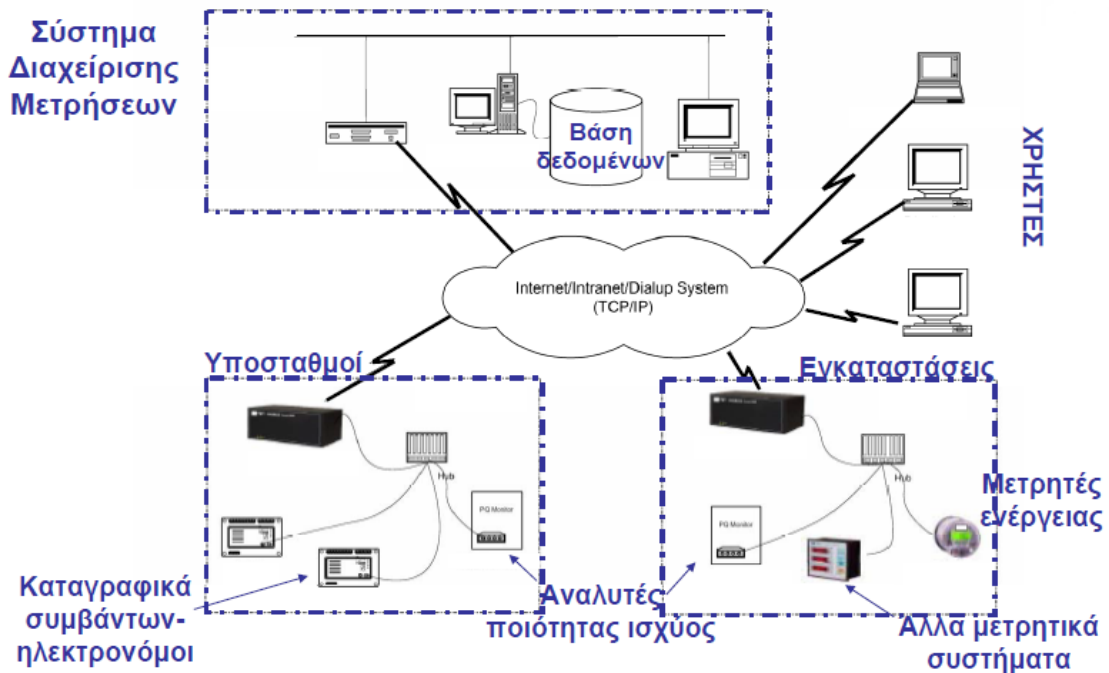 Σύστημα
Διαχείρισης
Μετρήσεων
Βάση
δεδομένων
ΧΡΗΣΤΕΣ
Internet/Intranet/Dialup System
(TCP/IP)
Υποσταθμοί
Hub
PQ Monitor
Καταγραφικά
συμβάντων-
ηλεκτρονόμοι
Αναλυτές
ποιότητας ισχύος
Εγκαταστάσεις
Hub
PQ Monitor
Μετρητές
ενέργειας
Άλλα μετρητικά
συστήματα